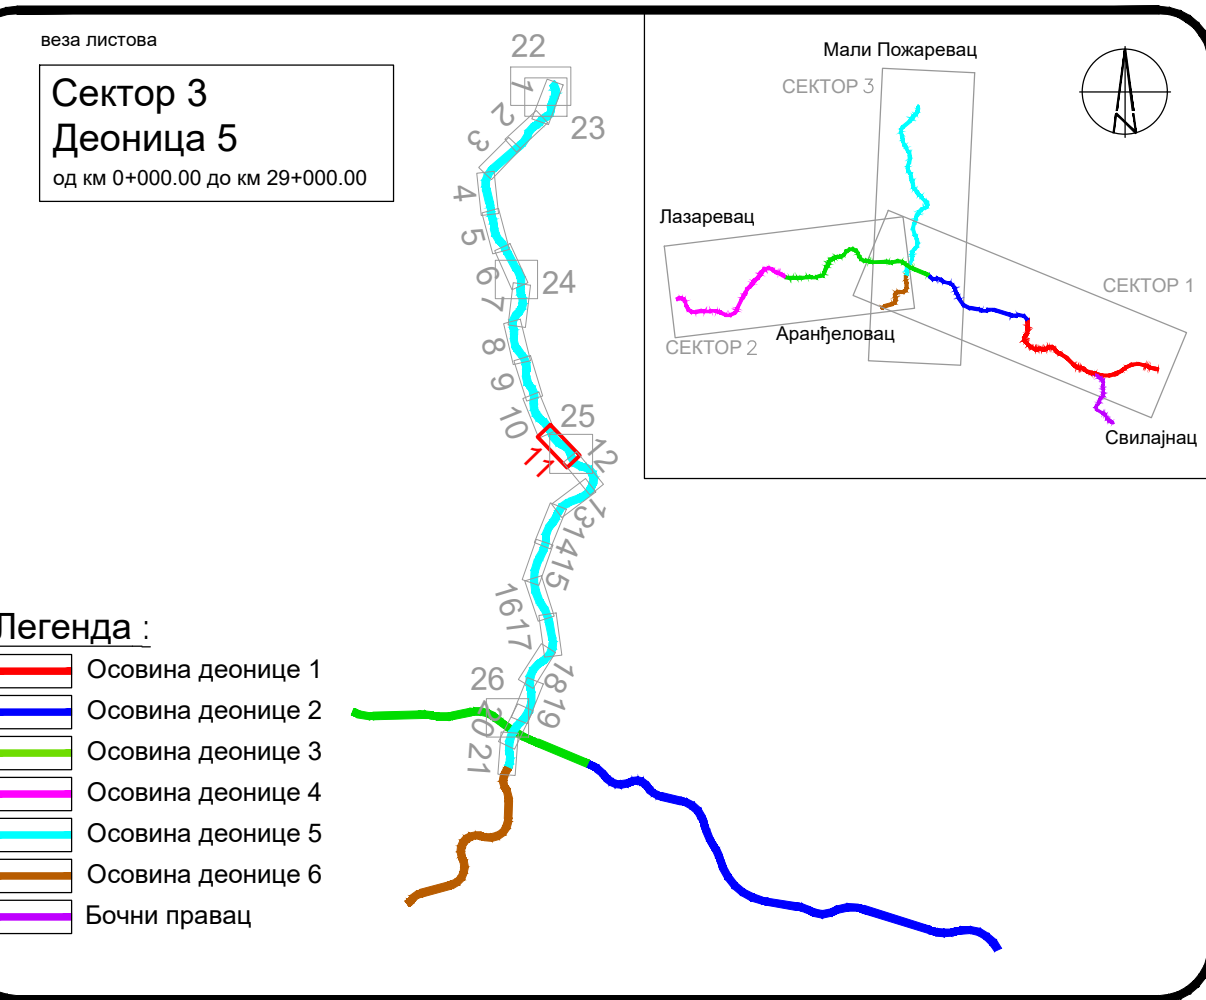 веза листова
Сектор 3
Деоница 5
од км 0+000.00 до км 29+000.00
22
1
23
2
3
4
5
6
24
7
8
9
10
25
11
12
13
14
15
16
17
18
19
26
20
21
Мали Пожаревац
СЕКТОР 3
N
Лазаревац
СЕКТОР 1
Аранђеловац
СЕКТОР 2
Свилајнац
Легенда :
Осовина деонице 1
Осовина деонице 2
Осовина деонице 3
Осовина деонице 4
Осовина деонице 5
Осовина деонице 6
Бочни правац